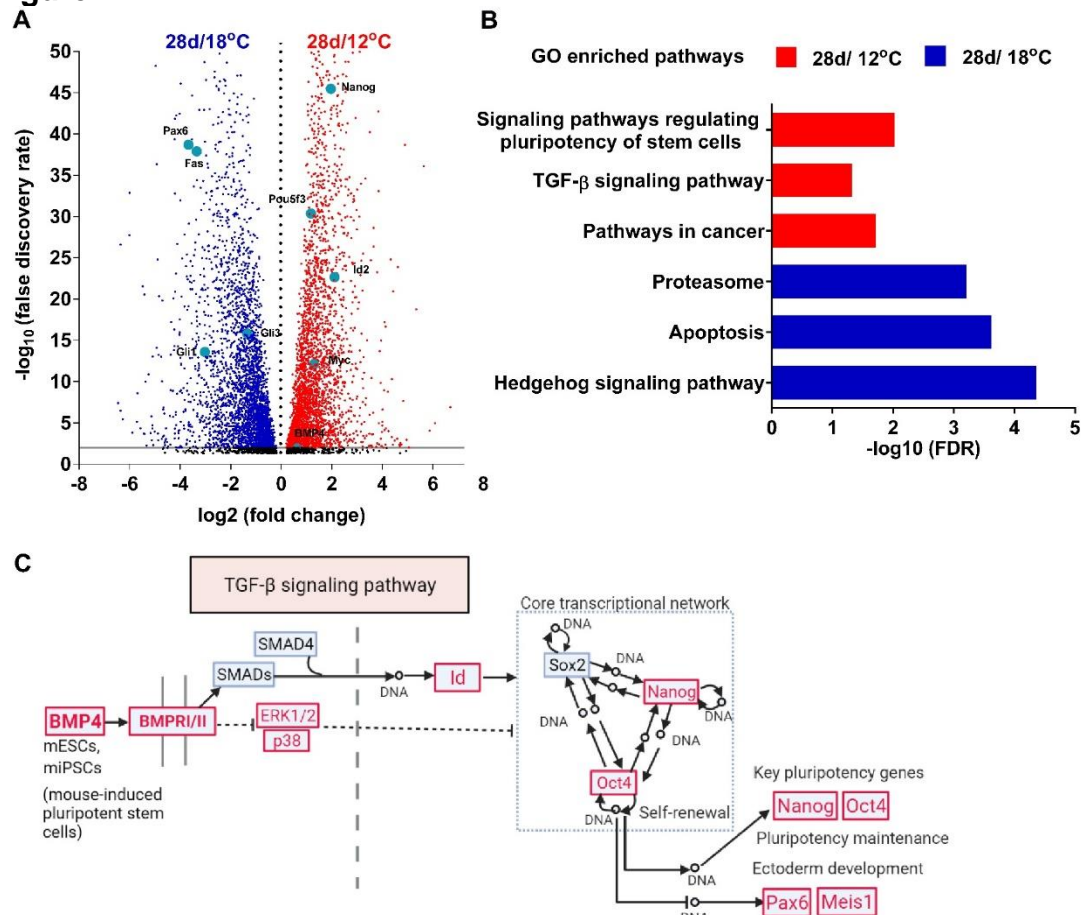 A
28d/18°C
28d/12°C
50
45
40
35
30
25
20
15
10
5
0
-log10 (false discovery rate)
Nanog
Pax6
Fas
Pou5f3
Id2
Gli3
Gli1
Myc
BMP4
-8 -6 -4 -2 0 2 4 6 8
log2 (fold change)
B
GO enriched pathways
28d/ 12°C
28d/ 18°C
Signaling pathways regulating
pluripotency of stem cells
TGF-β signaling pathway
Pathways in cancer
Proteasome
Apoptosis
Hedgehog signaling pathway
0 1 2 3 4 5
-log10 (FDR)
C
TGF-β signaling pathway
SMAD4
SMADs
DNA
Id
BMP4
BMPRI/II
ERK1/2
p38
mESCs,
miPSCs
(mouse-induced
pluripotent stem
cells)
Core transcriptional network
DNA
Sox2
DNA
Nanog
DNA
DNA
DNA
Oct4
DNA
Self-renewal
Key pluripotency genes
Nanog Oct4
Pluripotency maintenance
DNA
Ectoderm development
Pax6 Meis1
DNA